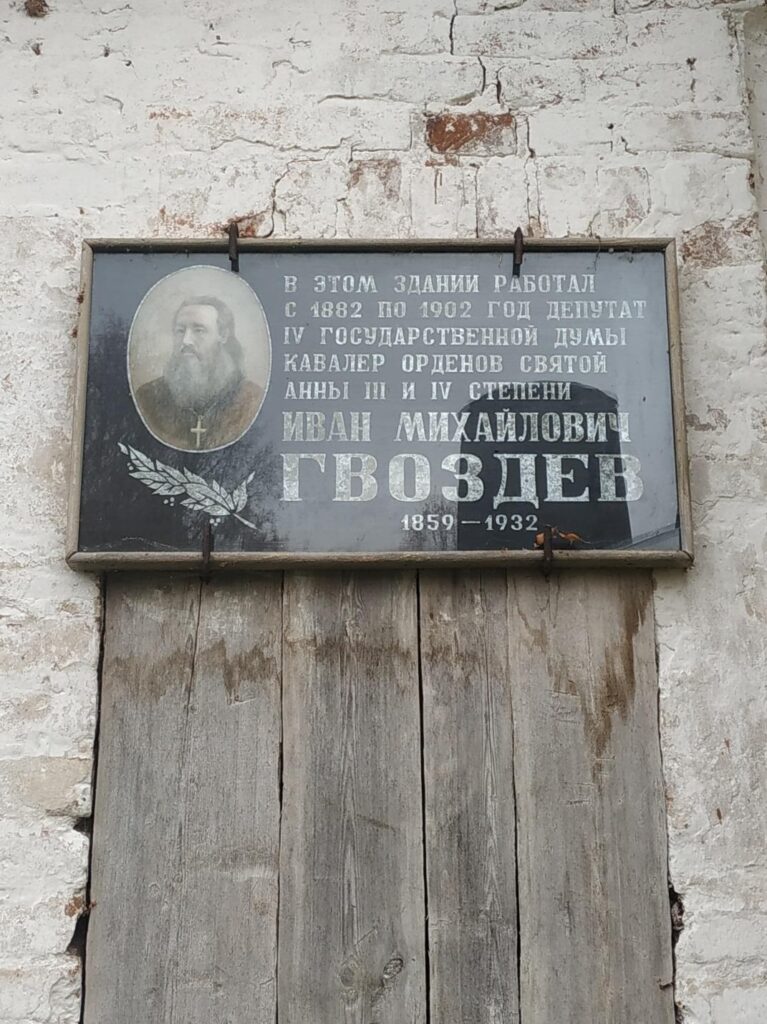 В ЭТОМ ЗДАНИИ РАБОТАЛ
С 1882 ПО 1902 ГОД ДЕПУТАТ
IV ГОСУДАРСТВЕННОЙ ДУМЫ
КАВАЛЕР ОРДЕНОВ СВЯТОЙ
АННЫ III И IV СТЕПЕНИ
ИВАН МИХАЙЛОВИЧ
ГВОЗДЕВ
1859 — 1932